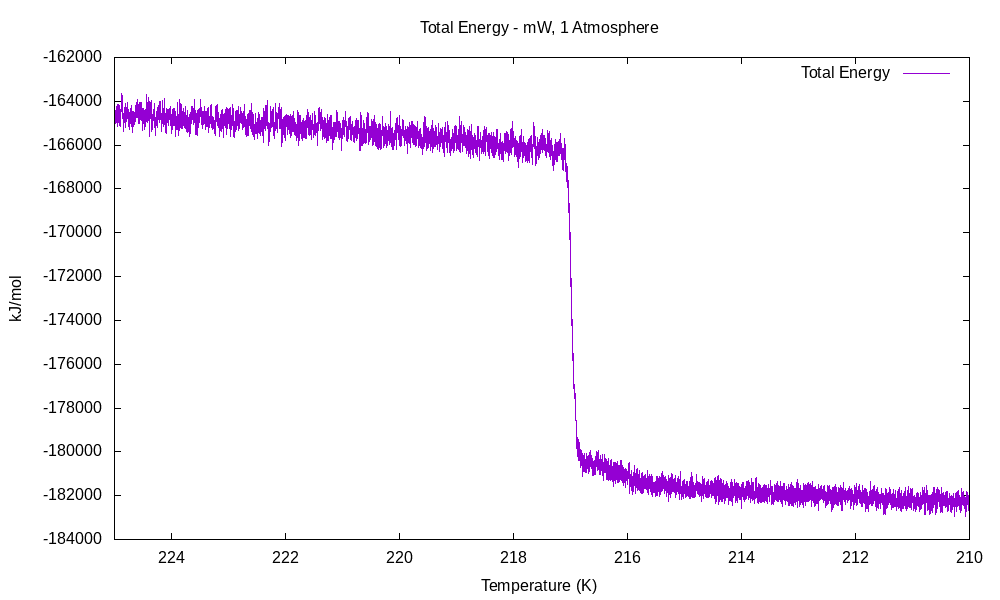 Total Energy - mW, 1 Atmosphere
Total Energy
-162000
-164000
-166000
-168000
-170000
-172000
-174000
-176000
-178000
-180000
-182000
-184000
kJ/mol
224 222 220 218 216 214 212 210
Temperature (K)